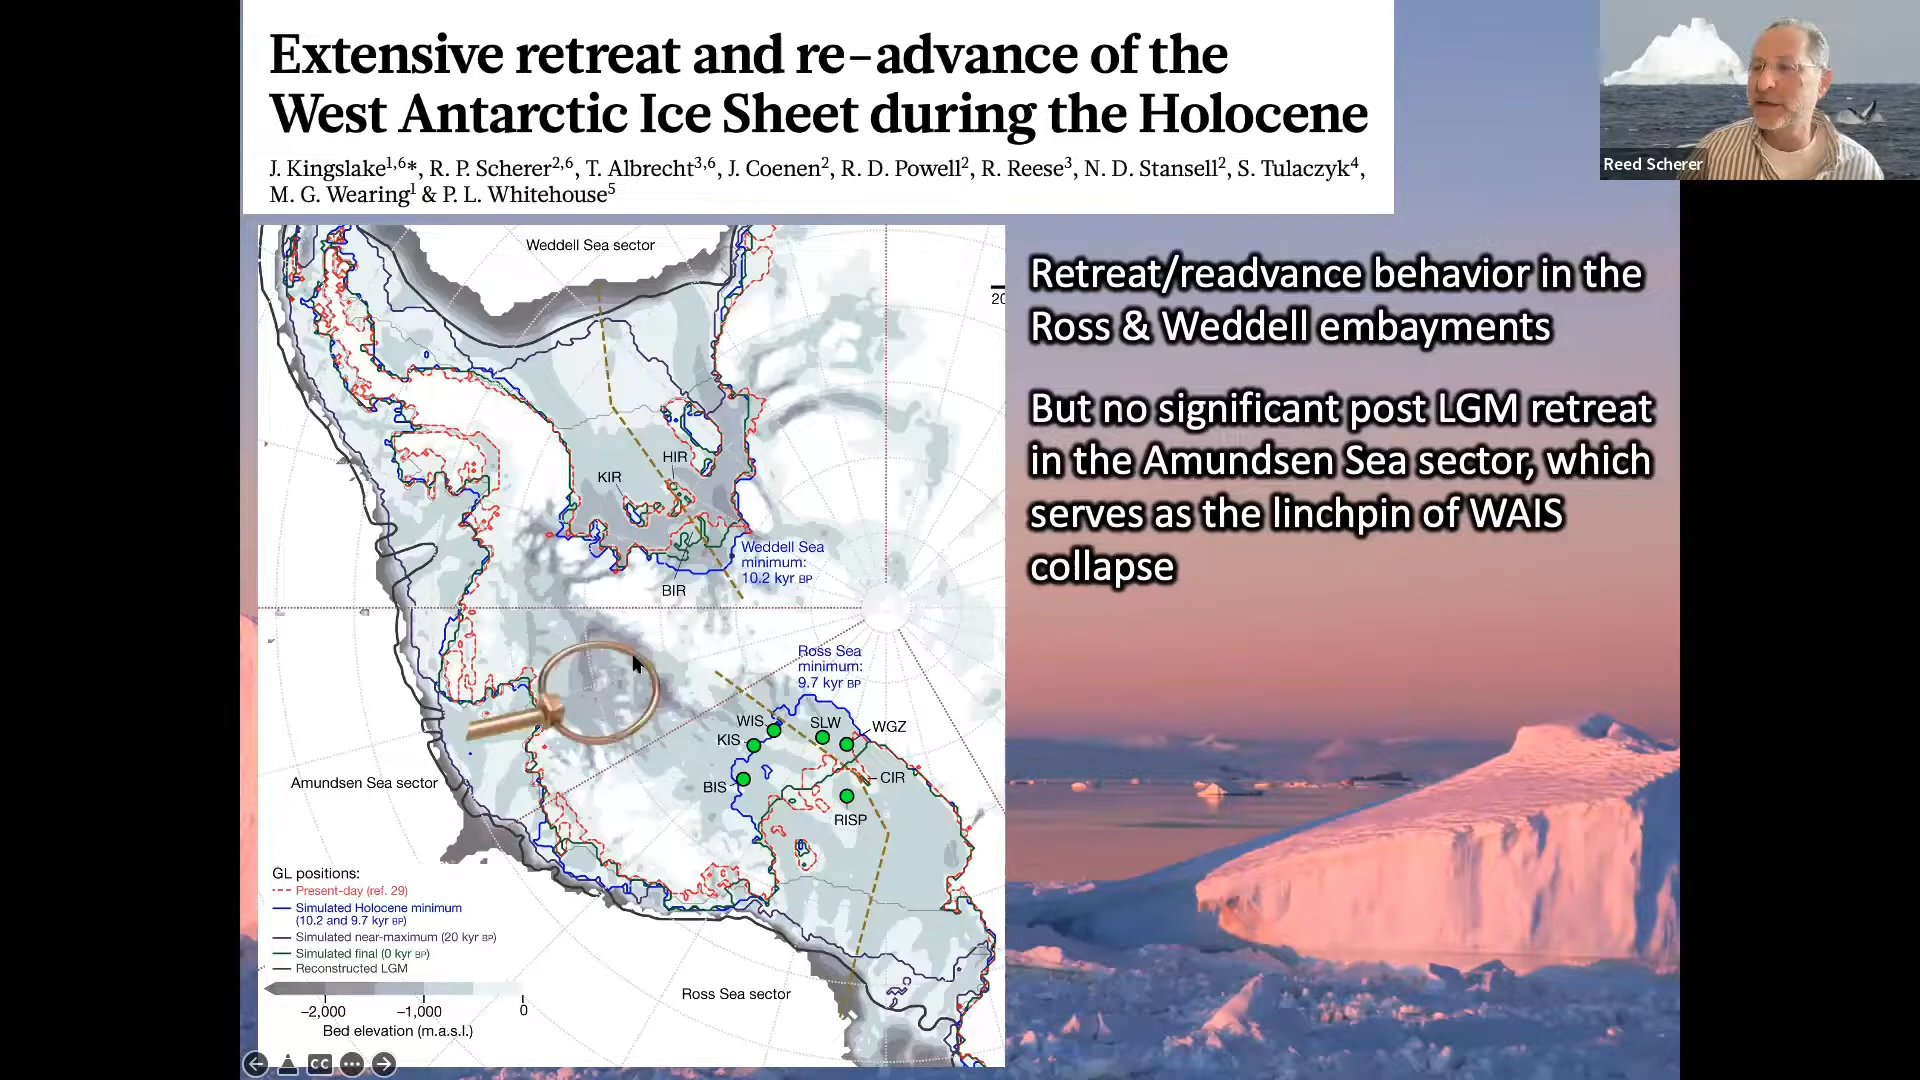 Extensive retreat and re-advance of the
West Antarctic Ice Sheet during the Holocene
J. Kingslake1,6*, R. P. Scherer2,6, T. Albrecht3,6, J. Coenen2, R. D. Powell2, R. Reese3, N. D. Stansell2, S. Tulaczyk4,
M. G. Wearing1 & P. L. Whitehouse5
Reed Scherer
Weddell Sea sector
20
Retreat/readvance behavior in the
Ross & Weddell embayments
But no significant post LGM retreat
in the Amundsen Sea sector, which
serves as the linchpin of WAIS
collapse
HIR
KIR
Weddell Sea
minimum:
10.2 kyr BP
BIR
Ross Sea
minimum:
9.7 kyr BP
WIS
SLW
WGZ
KIS
CIR
BIS
RISP
Amundsen Sea sector
Ross Sea sector
GL positions:
Present-day (ref. 29)
Simulated Holocene minimum
(10.2 and 9.7 kyr BP)
Simulated near-maximum (20 kyr BP)
Simulated final (0 kyr BP)
Reconstructed LGM
−2,000 −1,000 0
Bed elevation (m.a.s.l.)
CC